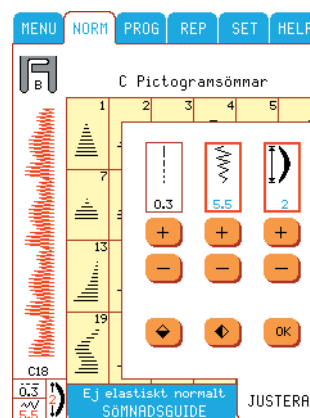 MENU NORM PROG REP SET HELP
B
C Pictogramsömmar
1 2 3 4 5
7
13
19
0.3 5.5 2
+ + +
− − −
OK
C18
0.3 2
5.5
Ej elastiskt normalt
SÖMNADSGUIDE
JUSTERA